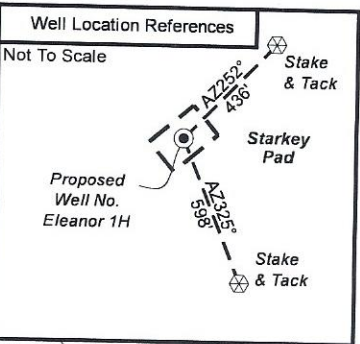 Well Location References
Not To Scale
Stake
& Tack
AZ252°
436'
Starkey
Pad
Proposed
Well No.
Eleanor 1H
AZ325°
598'
Stake
& Tack